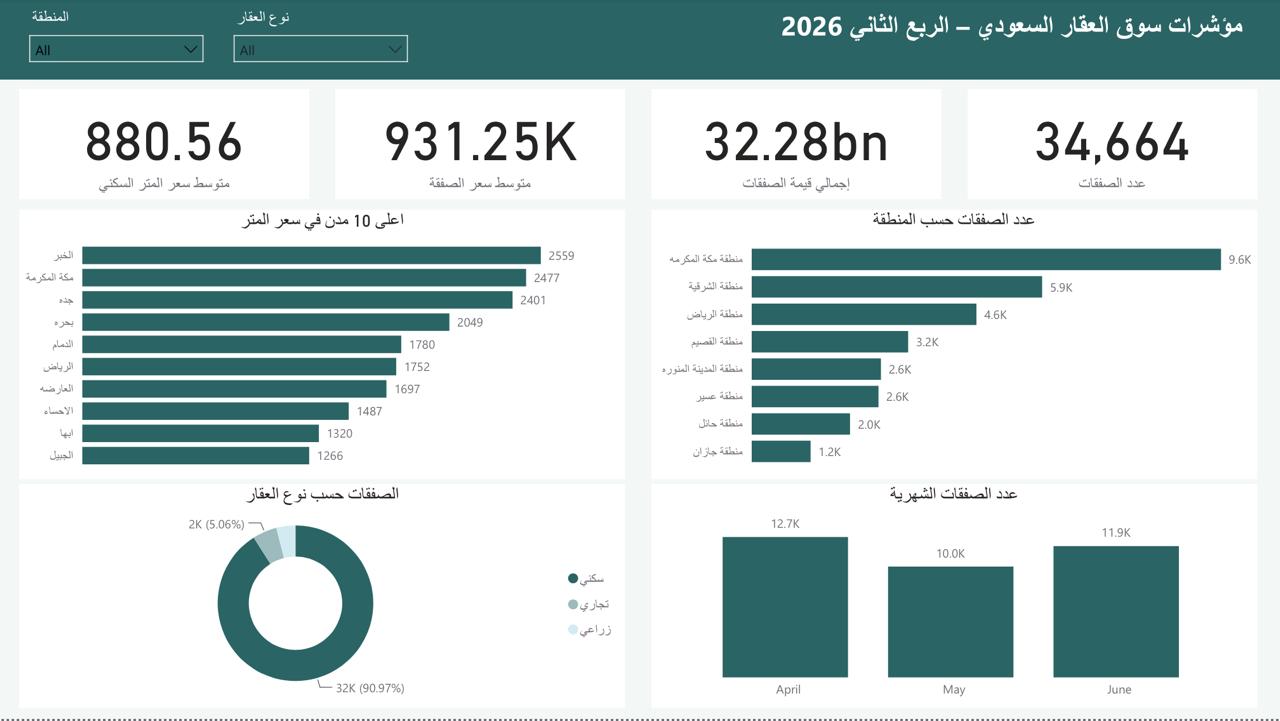 مؤشرات سوق العقار السعودي – الربع الثاني 2026
نوع العقار
All
المنطقة
All
34,664
عدد الصفقات
32.28bn
إجمالي قيمة الصفقات
931.25K
متوسط سعر الصفقة
880.56
متوسط سعر المتر السكني
عدد الصفقات حسب المنطقة
منطقة مكة المكرمه 9.6K
منطقة الشرقية 5.9K
منطقة الرياض 4.6K
منطقة القصيم 3.2K
منطقة المدينة المنوره 2.6K
منطقة عسير 2.6K
منطقة حائل 2.0K
منطقة جازان 1.2K
اعلى 10 مدن في سعر المتر
الخبر 2559
مكة المكرمة 2477
جده 2401
بحره 2049
الدمام 1780
الرياض 1752
العارضه 1697
الاحساء 1487
ابها 1320
الجبيل 1266
عدد الصفقات الشهرية
12.7K
10.0K
11.9K
April
May
June
الصفقات حسب نوع العقار
2K (5.06%)
32K (90.97%)
سكني
تجاري
زراعي